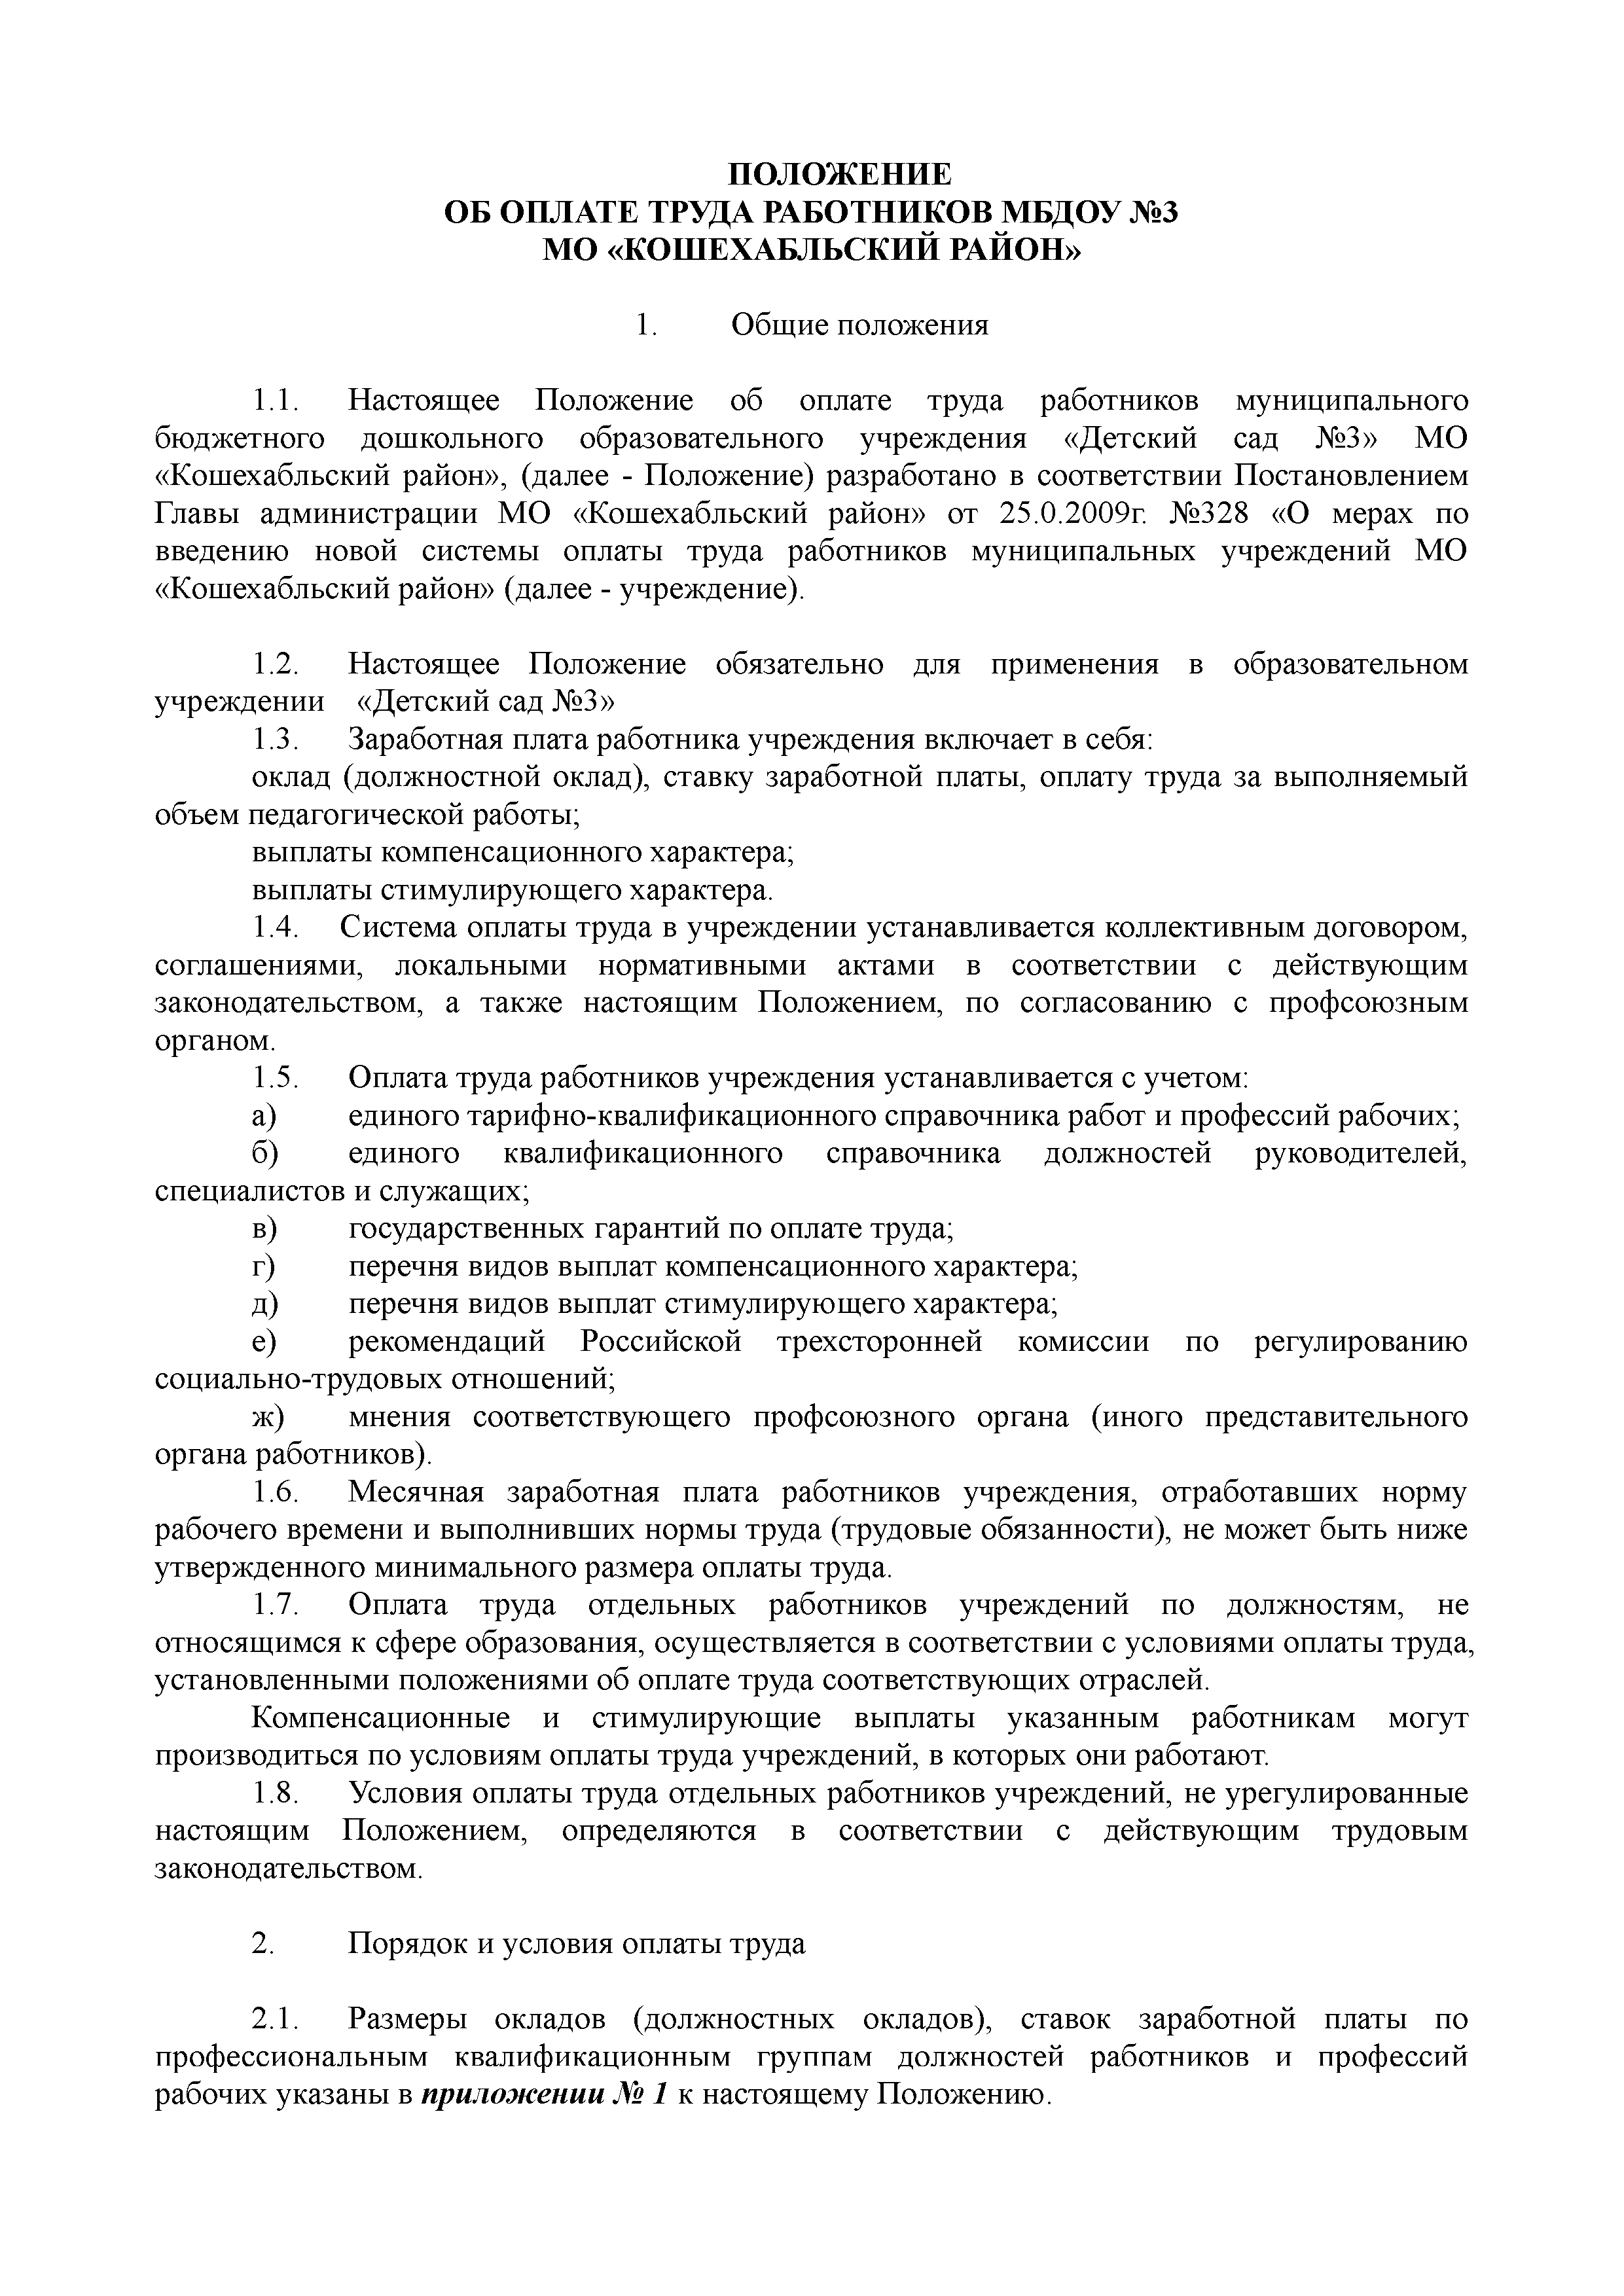 ПОЛОЖЕНИЕ
ОБ ОПЛАТЕ ТРУДА РАБОТНИКОВ МБДОУ №3
МО «КОШЕХАБЛЬСКИЙ РАЙОН»
1. Общие положения
1.1. Настоящее Положение об оплате труда работников муниципального
бюджетного дошкольного образовательного учреждения «Детский сад №3» МО
«Кошехабльский район», (далее - Положение) разработано в соответствии Постановлением
Главы администрации МО «Кошехабльский район» от 25.0.2009г. №328 «О мерах по
введению новой системы оплаты труда работников муниципальных учреждений МО
«Кошехабльский район» (далее - учреждение).
1.2. Настоящее Положение обязательно для применения в образовательном
учреждении «Детский сад №3»
1.3. Заработная плата работника учреждения включает в себя:
оклад (должностной оклад), ставку заработной платы, оплату труда за выполняемый
объем педагогической работы;
выплаты компенсационного характера;
выплаты стимулирующего характера.
1.4. Система оплаты труда в учреждении устанавливается коллективным договором,
соглашениями, локальными нормативными актами в соответствии с действующим
законодательством, а также настоящим Положением, по согласованию с профсоюзным
органом.
1.5. Оплата труда работников учреждения устанавливается с учетом:
а) единого тарифно-квалификационного справочника работ и профессий рабочих;
б) единого квалификационного справочника должностей руководителей,
специалистов и служащих;
в) государственных гарантий по оплате труда;
г) перечня видов выплат компенсационного характера;
д) перечня видов выплат стимулирующего характера;
е) рекомендаций Российской трехсторонней комиссии по регулированию
социально-трудовых отношений;
ж) мнения соответствующего профсоюзного органа (иного представительного
органа работников).
1.6. Месячная заработная плата работников учреждения, отработавших норму
рабочего времени и выполнивших нормы труда (трудовые обязанности), не может быть ниже
утвержденного минимального размера оплаты труда.
1.7. Оплата труда отдельных работников учреждений по должностям, не
относящимся к сфере образования, осуществляется в соответствии с условиями оплаты труда,
установленными положениями об оплате труда соответствующих отраслей.
Компенсационные и стимулирующие выплаты указанным работникам могут
производиться по условиям оплаты труда учреждений, в которых они работают.
1.8. Условия оплаты труда отдельных работников учреждений, не урегулированные
настоящим Положением, определяются в соответствии с действующим трудовым
законодательством.
2. Порядок и условия оплаты труда
2.1. Размеры окладов (должностных окладов), ставок заработной платы по
профессиональным квалификационным группам должностей работников и профессий
рабочих указаны в приложении № 1 к настоящему Положению.